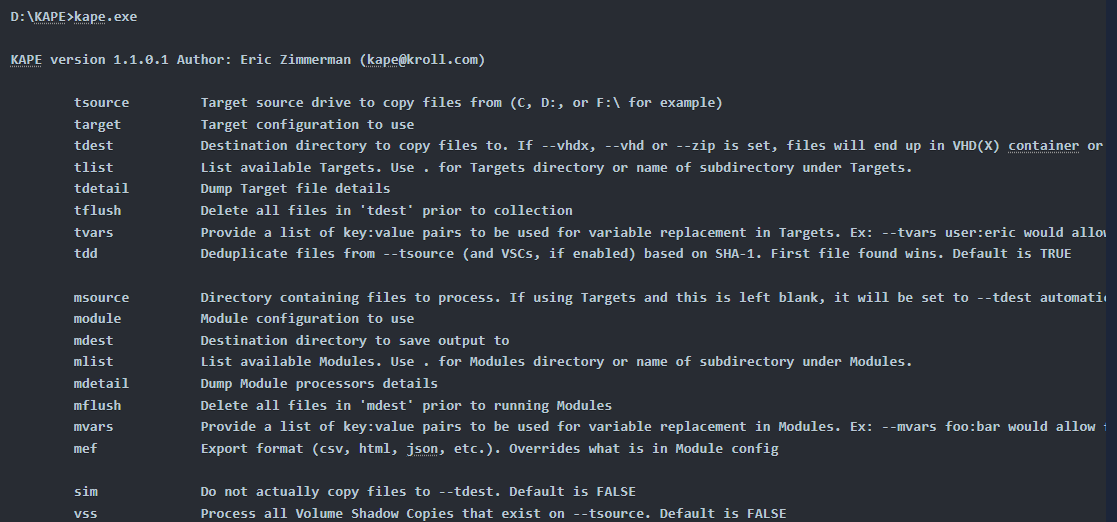 D:\KAPE>kape.exe
KAPE version 1.1.0.1 Author: Eric Zimmerman (kape@kroll.com)
tsource Target source drive to copy files from (C, D:, or F:\ for example)
target Target configuration to use
tdest Destination directory to copy files to. If --vhdx, --vhd or --zip is set, files will end up in VHD(X) container or
tlist List available Targets. Use . for Targets directory or name of subdirectory under Targets.
tdetail Dump Target file details
tflush Delete all files in 'tdest' prior to collection
tvars Provide a list of key:value pairs to be used for variable replacement in Targets. Ex: --tvars user:eric would allow
tdd Deduplicate files from --tsource (and VSCs, if enabled) based on SHA-1. First file found wins. Default is TRUE
msource Directory containing files to process. If using Targets and this is left blank, it will be set to --tdest
module Module configuration to use
mdest Destination directory to save output to
mlist List available Modules. Use . for Modules directory or name of subdirectory under Modules.
mdetail Dump Module processors details
mflush Delete all files in 'mdest' prior to running Modules
mvars Provide a list of key:value pairs to be used for variable replacement in Modules. Ex: --mvars foo:bar would allow
mef Export format (csv, html, json, etc.). Overrides what is in Module config
sim Do not actually copy files to --tdest. Default is FALSE
vss Process all Volume Shadow Copies that exist on --tsource. Default is FALSE